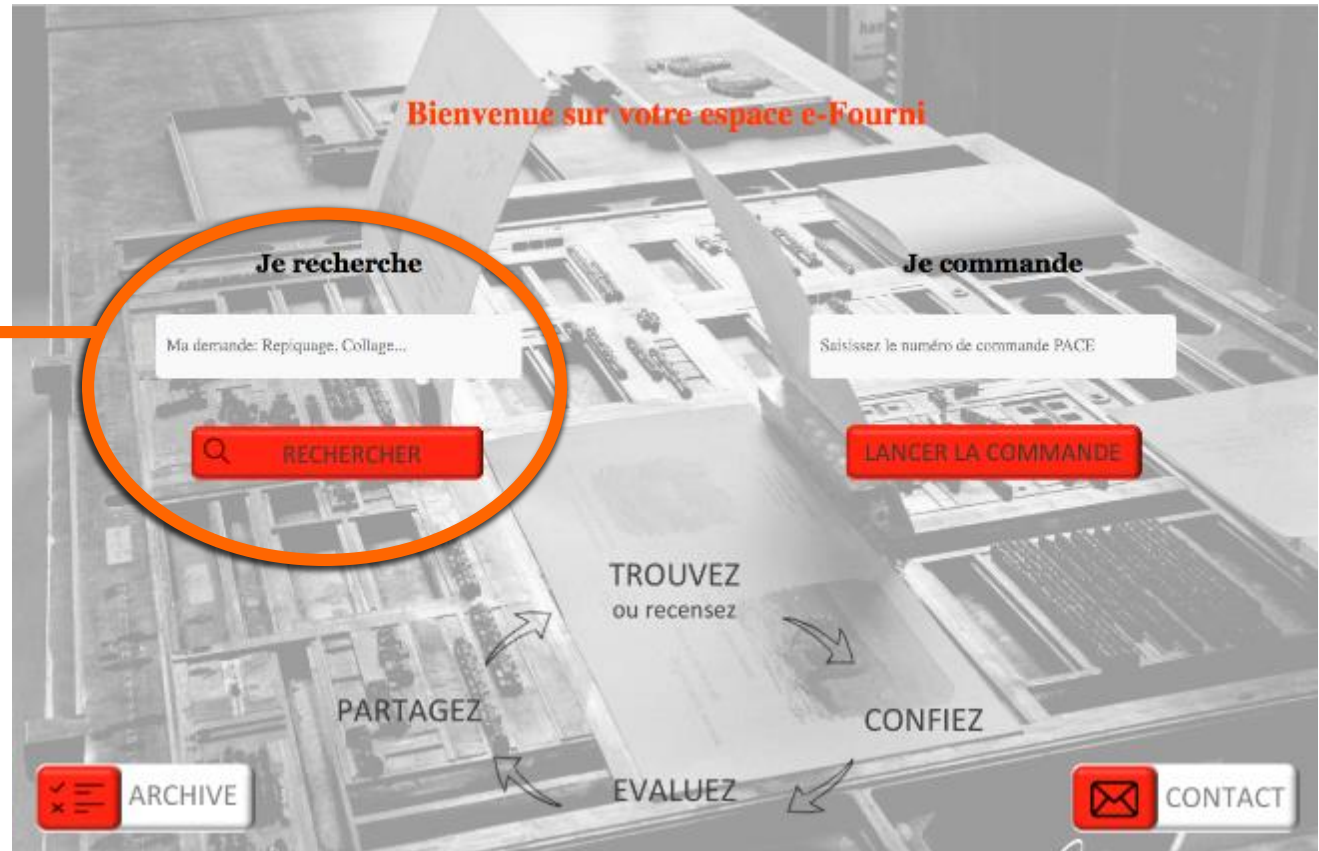 Bienvenue sur votre espace e-Fourni
Je recherche
Je commande
Ma demande: Repiquage, Collage...
Saisissez le numéro de commande PACE
RECHERCHER
LANCER LA COMMANDE
TROUVEZ
ou recensez
PARTAGEZ
CONFIEZ
EVALUEZ
ARCHIVE
CONTACT